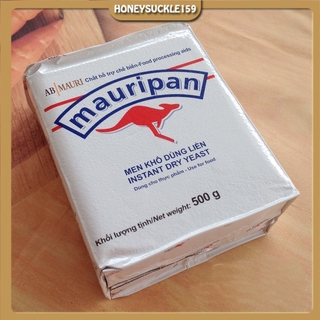 HONEYSUCKLE159
AB MAURI Chất hỗ trợ chế biến-Food processing aids
mauripan
MEN KHÔ DÙNG LIỀN
INSTANT DRY YEAST
Dùng cho thực phẩm - Use for food
Khối lượng tịnh/Net weight: 500 g